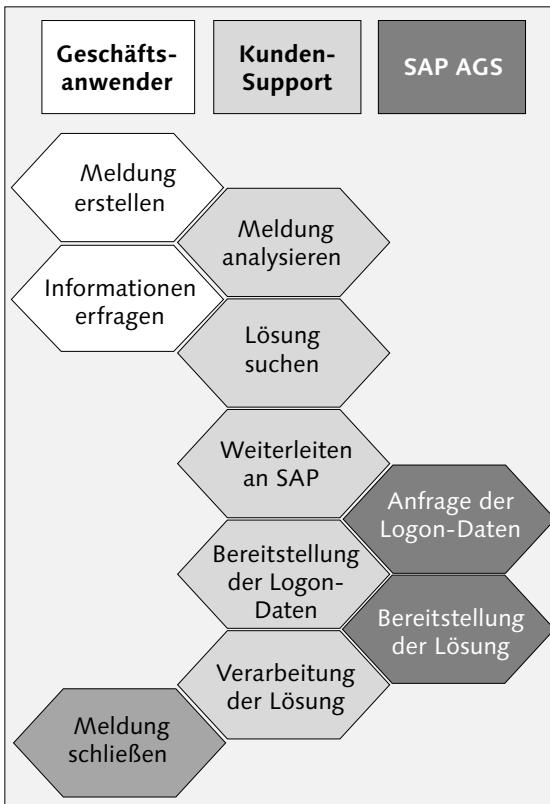 Geschäfts-
anwender
Kunden-
Support
SAP AGS
Meldung
erstellen
Meldung
analysieren
Informationen
erfragen
Lösung
suchen
Weiterleiten
an SAP
Anfrage der
Logon-Daten
Bereitstellung
der Logon-
Daten
Bereitstellung
der Lösung
Verarbeitung
der Lösung
Meldung
schließen